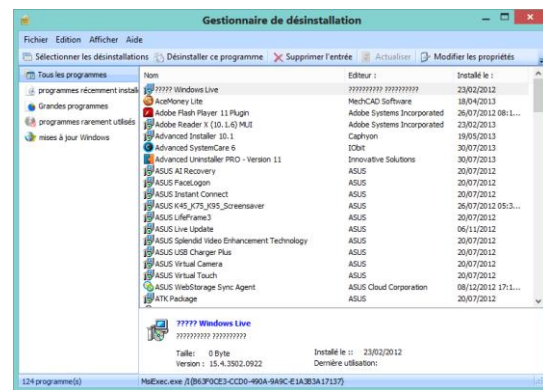 Gestionnaire de désinstallation
Fichier Edition Afficher Aide
Sélectionner les désinstallations Désinstaller ce programme Supprimer l'entrée Actualiser Modifier les propriétés
Tous les programmes
programmes récemment install
Grandes programmes
programmes rarement utilisés
mises à jour Windows
Nom Editeur : Installé le :
????? Windows Live ?????????? ?????????? 23/02/2012
AceMoney Lite MechCAD Software 18/04/2013
Adobe Flash Player 11 Plugin Adobe Systems Incorporated 26/07/2012 08:1...
Adobe Reader X (10.1.6) MUI Adobe Systems Incorporated 23/02/2013
Advanced Installer 10.1 Caphyon 19/05/2013
Advanced SystemCare 6 IObit 30/07/2013
Advanced Uninstaller PRO - Version 11 Innovative Solutions 30/07/2013
ASUS AI Recovery ASUS 20/07/2012
ASUS FaceLogon ASUS 20/07/2012
ASUS Instant Connect ASUS 20/07/2012
ASUS K45_K75_K95_Screensaver ASUS 26/07/2012 05:3...
ASUS LifeFrame3 ASUS 20/07/2012
ASUS Live Update ASUS 06/11/2012
ASUS Splendid Video Enhancement Technology ASUS 20/07/2012
ASUS USB Charger Plus ASUS 20/07/2012
ASUS Virtual Camera ASUS 20/07/2012
ASUS Virtual Touch ASUS 20/07/2012
ASUS WebStorage Sync Agent ASUS Cloud Corporation 08/12/2012 17:1...
ATK Package ASUS 20/07/2012
????? Windows Live
?????????? ??????????
Taille: 0 Byte Installé le :: 23/02/2012
Version : 15.4.3502.0922 Dernière utilisation:
124 programme(s) MsiExec.exe /I{B63F0CE3-CCD0-490A-9A9C-E1A3B3A17137}